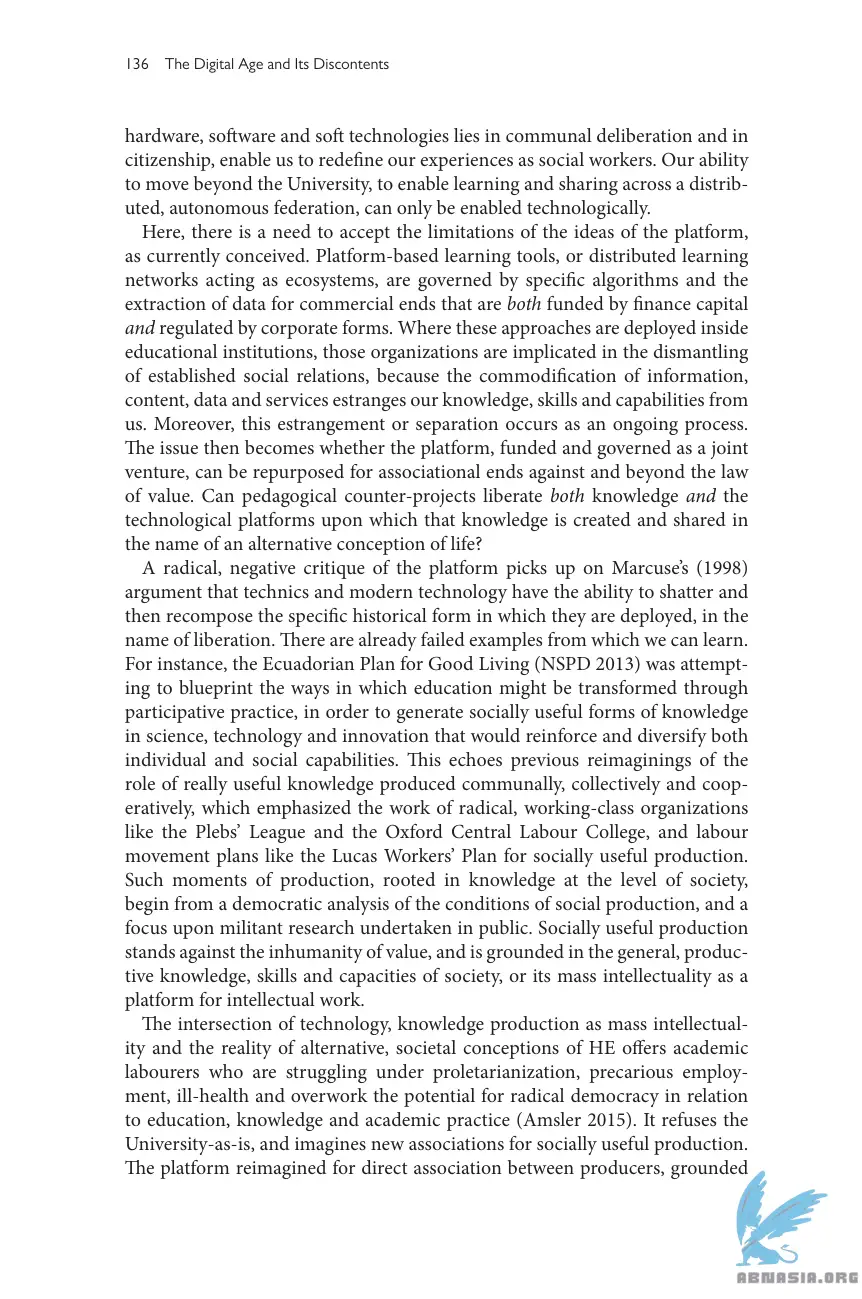 136 The Digital Age and Its Discontents
hardware, software and soft technologies lies in communal deliberation and in
citizenship, enable us to redefine our experiences as social workers. Our ability
to move beyond the University, to enable learning and sharing across a distrib-
uted, autonomous federation, can only be enabled technologically.
Here, there is a need to accept the limitations of the ideas of the platform,
as currently conceived. Platform-based learning tools, or distributed learning
networks acting as ecosystems, are governed by specific algorithms and the
extraction of data for commercial ends that are both funded by finance capital
and regulated by corporate forms. Where these approaches are deployed inside
educational institutions, those organizations are implicated in the dismantling
of established social relations, because the commodification of information,
content, data and services estranges our knowledge, skills and capabilities from
us. Moreover, this estrangement or separation occurs as an ongoing process.
The issue then becomes whether the platform, funded and governed as a joint
venture, can be repurposed for associational ends against and beyond the law
of value. Can pedagogical counter-projects liberate both knowledge and the
technological platforms upon which that knowledge is created and shared in
the name of an alternative conception of life?
A radical, negative critique of the platform picks up on Marcuse’s (1998)
argument that technics and modern technology have the ability to shatter and
then recompose the specific historical form in which they are deployed, in the
name of liberation. There are already failed examples from which we can learn.
For instance, the Ecuadorian Plan for Good Living (NSPD 2013) was attempt-
ing to blueprint the ways in which education might be transformed through
participative practice, in order to generate socially useful forms of knowledge
in science, technology and innovation that would reinforce and diversify both
individual and social capabilities. This echoes previous reimaginings of the
role of really useful knowledge produced communally, collectively and coop-
eratively, which emphasized the work of radical, working-class organizations
like the Plebs’ League and the Oxford Central Labour College, and labour
movement plans like the Lucas Workers’ Plan for socially useful production.
Such moments of production, rooted in knowledge at the level of society,
begin from a democratic analysis of the conditions of social production, and a
focus upon militant research undertaken in public. Socially useful production
stands against the inhumanity of value, and is grounded in the general, produc-
tive knowledge, skills and capacities of society, or its mass intellectuality as a
platform for intellectual work.
The intersection of technology, knowledge production as mass intellectual-
ity and the reality of alternative, societal conceptions of HE offers academic
labourers who are struggling under proletarianization, precarious employ-
ment, ill-health and overwork the potential for radical democracy in relation
to education, knowledge and academic practice (Amsler 2015). It refuses the
University-as-is, and imagines new associations for socially useful production.
The platform reimagined for direct association between producers, grounded
ABNASIA.ORG